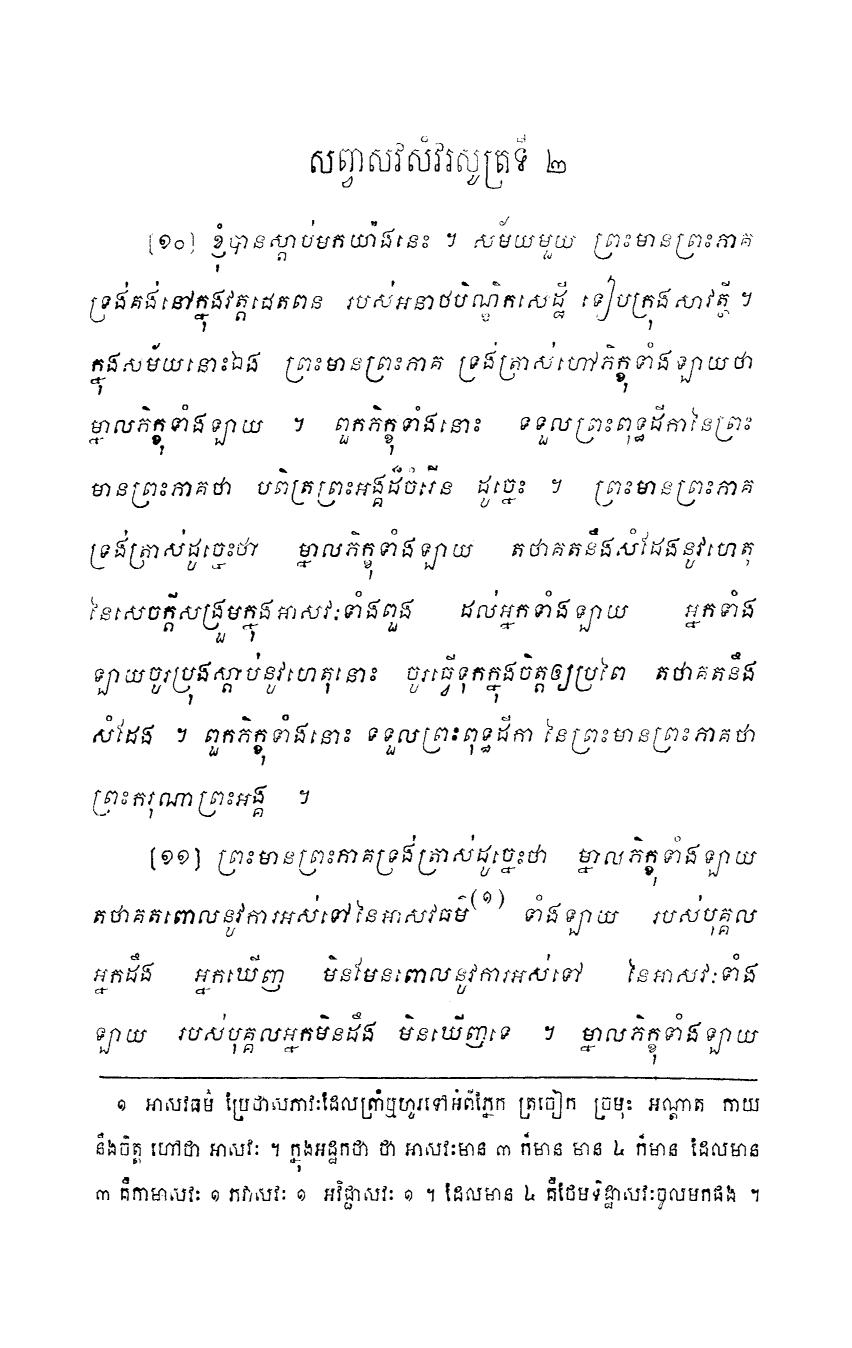 សព្វាសវសំវរសូត្រទី ២
[១០] ខ្ញុំបានស្តាប់មកយ៉ាងនេះ ។ សម័យមួយ ព្រះមានព្រះភាគ
ទ្រង់គង់នៅក្នុងវត្តជេតពន របស់អនាថបិណ្ឌិកសេដ្ឋី ទៀបក្រុងសាវត្ថី ។
ក្នុងសម័យនោះឯង ព្រះមានព្រះភាគ ទ្រង់ត្រាស់ហៅភិក្ខុទាំងឡាយថា
ម្នាលភិក្ខុទាំងឡាយ ។ ពួកភិក្ខុទាំងនោះ ទទួលព្រះពុទ្ធដីកានៃព្រះ
មានព្រះភាគថា បពិត្រព្រះអង្គដ៏ចំរើន ដូច្នេះ ។ ព្រះមានព្រះភាគ
ទ្រង់ត្រាស់ដូច្នេះថា ម្នាលភិក្ខុទាំងឡាយ តថាគតនឹងសំដែងនូវហេតុ
នៃសេចក្តីសង្រួមក្នុងអាសវៈទាំងពួង ដល់អ្នកទាំងឡាយ អ្នកទាំង
ឡាយចូរប្រុងស្តាប់នូវហេតុនោះ ចូរធ្វើទុកក្នុងចិត្តឲ្យប្រពៃ តថាគតនឹង
សំដែង ។ ពួកភិក្ខុទាំងនោះ ទទួលព្រះពុទ្ធដីកា នៃព្រះមានព្រះភាគថា
ព្រះករុណាព្រះអង្គ ។
[១១] ព្រះមានព្រះភាគទ្រង់ត្រាស់ដូច្នេះថា ម្នាលភិក្ខុទាំងឡាយ
តថាគតពោលនូវការអស់ទៅនៃអាសវធម៌(១) ទាំងឡាយ របស់បុគ្គល
អ្នកដឹង អ្នកឃើញ មិនមែនពោលនូវការអស់ទៅ នៃអាសវៈទាំង
ឡាយ របស់បុគ្គលអ្នកមិនដឹង មិនឃើញទេ ។ ម្នាលភិក្ខុទាំងឡាយ
១ អាសវធម៌ ប្រែថាសភាវៈដែលត្រាំឬហូរទៅអំពីភ្នែក ត្រចៀក ច្រមុះ អណ្តាត កាយ
នឹងចិត្ត ហៅថា អាសវៈ ។ ក្នុងអដ្ឋកថា ថា អាសវៈមាន ៣ ក៏មាន មាន ៤ ក៏មាន ដែលមាន
៣ គឺកាមាសវៈ ១ ភវាសវៈ ១ អវិជ្ជាសវៈ ១ ។ ដែលមាន ៤ គឺថែមទិដ្ឋាសវៈចូលមកផង ។